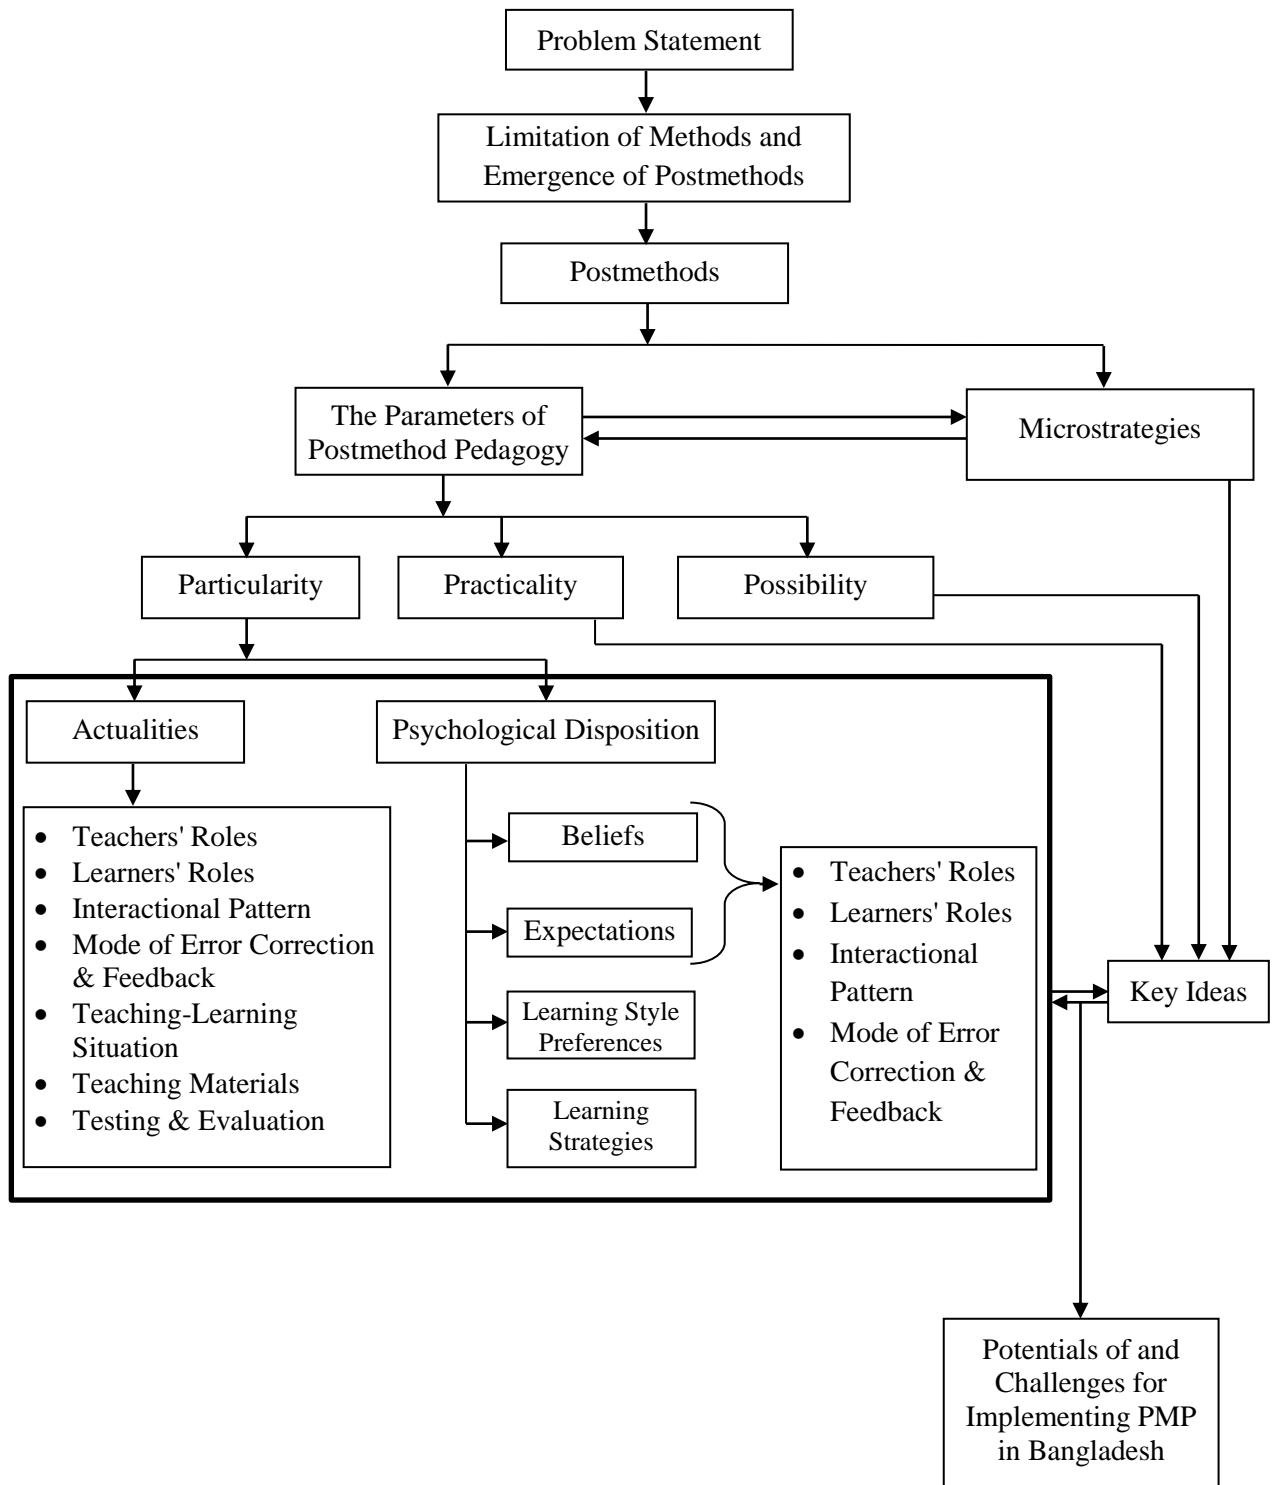 Problem Statement
Limitation of Methods and
Emergence of Postmethods
Postmethods
The Parameters of
Postmethod Pedagogy
Microstrategies
Particularity
Practicality
Possibility
Actualities
Psychological Disposition
• Teachers' Roles
• Learners' Roles
• Interactional Pattern
• Mode of Error Correction
& Feedback
• Teaching-Learning
Situation
• Teaching Materials
• Testing & Evaluation
Beliefs
Expectations
Learning Style
Preferences
Learning
Strategies
• Teachers' Roles
• Learners' Roles
• Interactional
Pattern
• Mode of Error
Correction &
Feedback
Key Ideas
Potentials of and
Challenges for
Implementing PMP
in Bangladesh